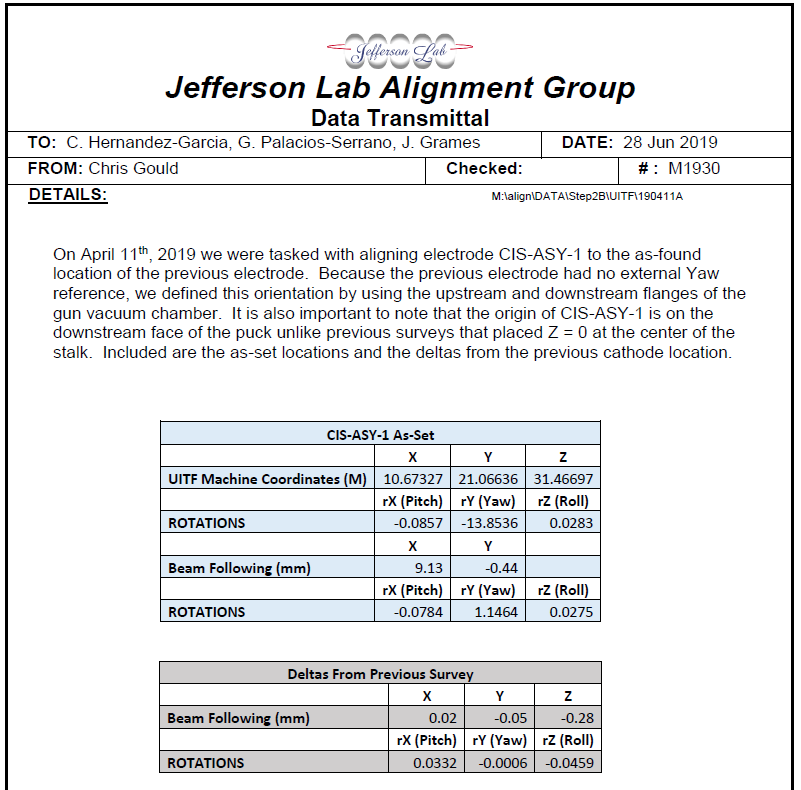 Jefferson Lab
Jefferson Lab Alignment Group
Data Transmittal
TO: C. Hernandez-Garcia, G. Palacios-Serrano, J. Grames DATE: 28 Jun 2019
FROM: Chris Gould Checked: # : M1930
DETAILS: M:\align\DATA\Step2B\UITF\190411A
On April 11th, 2019 we were tasked with aligning electrode CIS-ASY-1 to the as-found
location of the previous electrode. Because the previous electrode had no external Yaw
reference, we defined this orientation by using the upstream and downstream flanges of the
gun vacuum chamber. It is also important to note that the origin of CIS-ASY-1 is on the
downstream face of the puck unlike previous surveys that placed Z = 0 at the center of the
stalk. Included are the as-set locations and the deltas from the previous cathode location.
CIS-ASY-1 As-Set
X Y Z
UITF Machine Coordinates (M) 10.67327 21.06636 31.46697
rX (Pitch) rY (Yaw) rZ (Roll)
ROTATIONS -0.0857 -13.8536 0.0283
X Y
Beam Following (mm) 9.13 -0.44
rX (Pitch) rY (Yaw) rZ (Roll)
ROTATIONS -0.0784 1.1464 0.0275
Deltas From Previous Survey
X Y Z
Beam Following (mm) 0.02 -0.05 -0.28
rX (Pitch) rY (Yaw) rZ (Roll)
ROTATIONS 0.0332 -0.0006 -0.0459